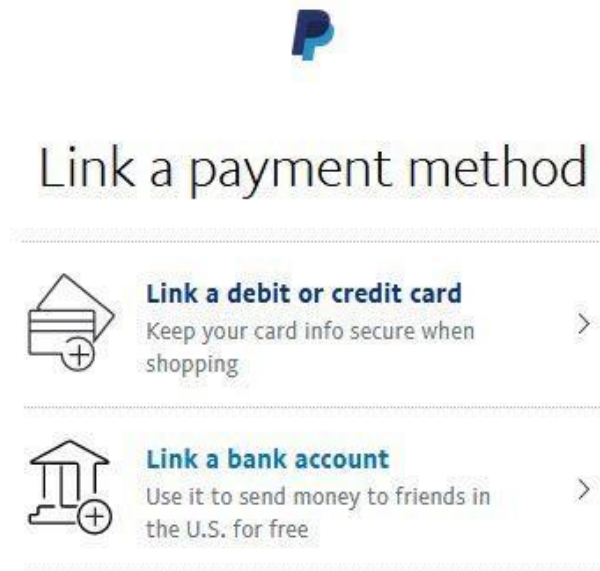 Link a payment method
Link a debit or credit card
Keep your card info secure when
shopping
Link a bank account
Use it to send money to friends in
the U.S. for free